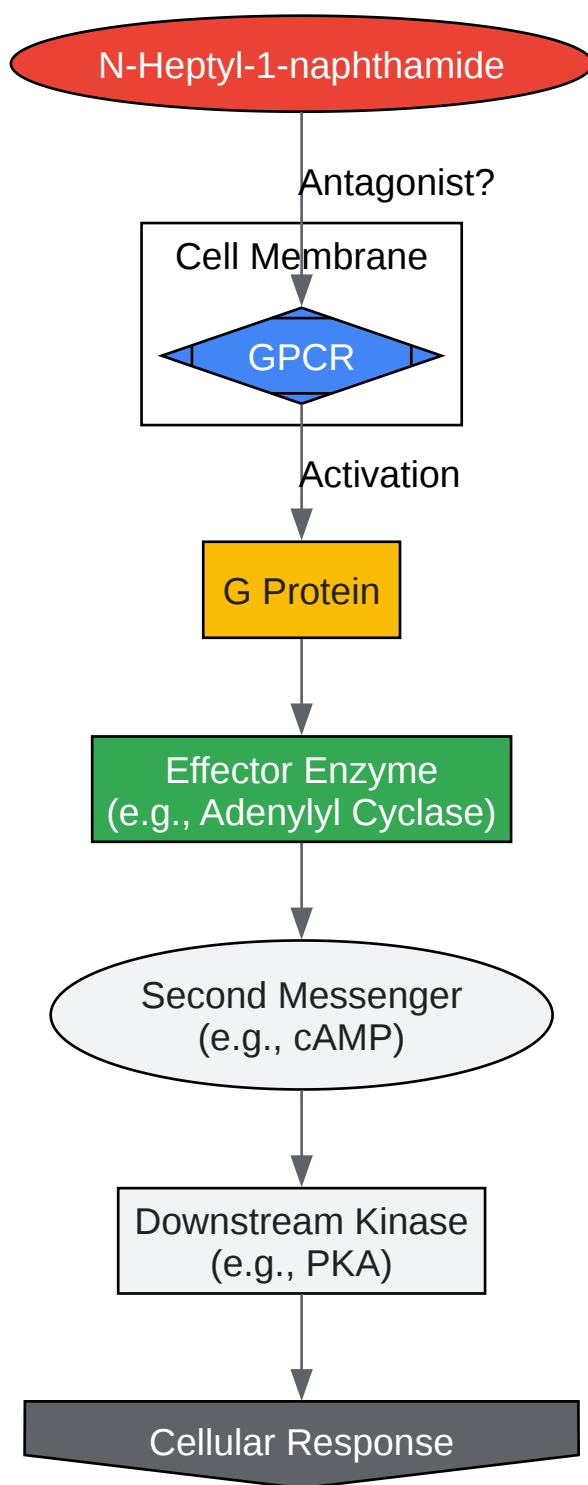 N-Heptyl-1-naphthamide
Antagonist?
Cell Membrane
GPCR
Activation
G Protein
Effector Enzyme
(e.g., Adenylyl Cyclase)
Second Messenger
(e.g., cAMP)
Downstream Kinase
(e.g., PKA)
Cellular Response